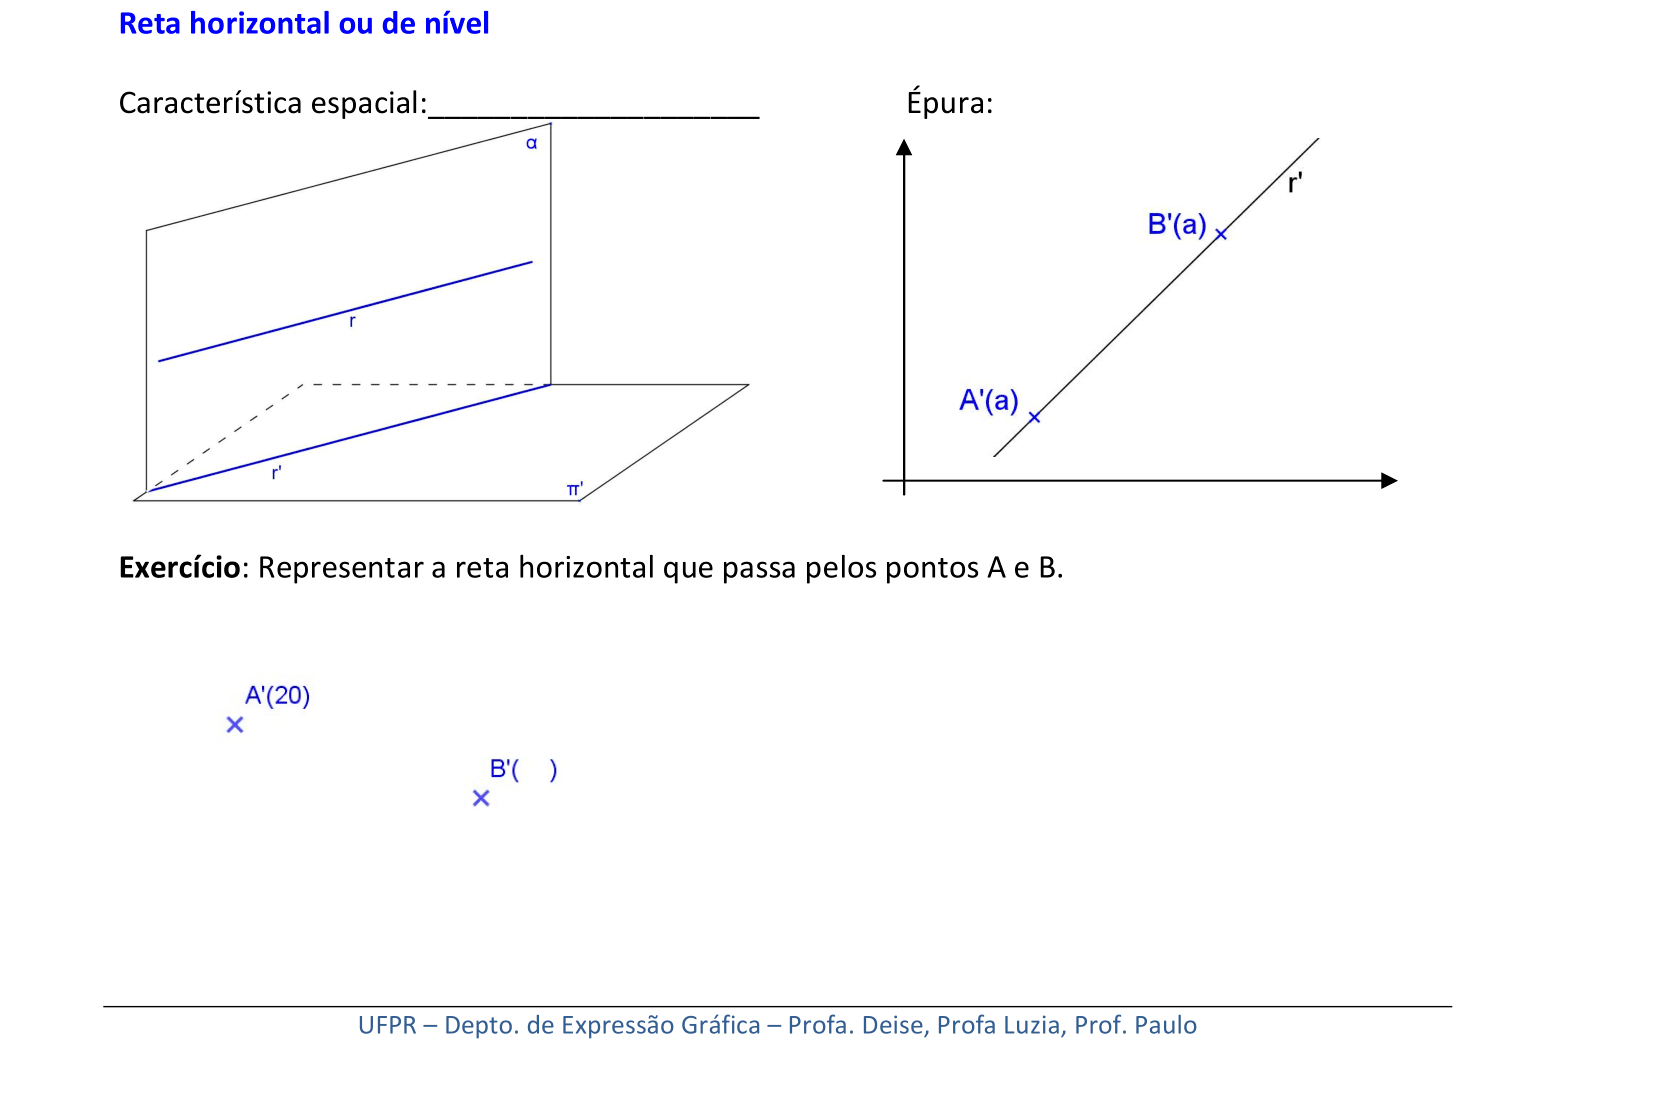 Reta horizontal ou de nível
Característica espacial:____________________ Épura:
α
r'
B'(a)
r
A'(a)
r'
π'
Exercício: Representar a reta horizontal que passa pelos pontos A e B.
A'(20)
B'( )
UFPR – Depto. de Expressão Gráfica – Profa. Deise, Profa Luzia, Prof. Paulo